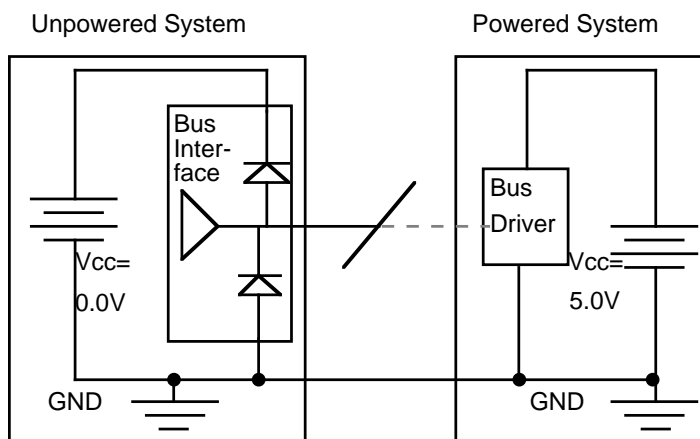 Unpowered System
Powered System
Bus
Inter-
face
Vcc=
0.0V
GND
Bus
Driver
Vcc=
5.0V
GND